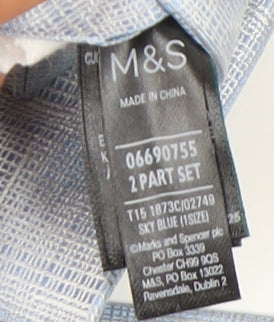 M&S
MADE IN CHINA
06690755
2 PART SET
T15 1873C/02740
SKY BLUE (1SIZE)
©Marks and Spencer plc
PO Box 3339
Chester CH99 9QS
M&S, PO Box 13022
Ravensdale, Dublin 2
25